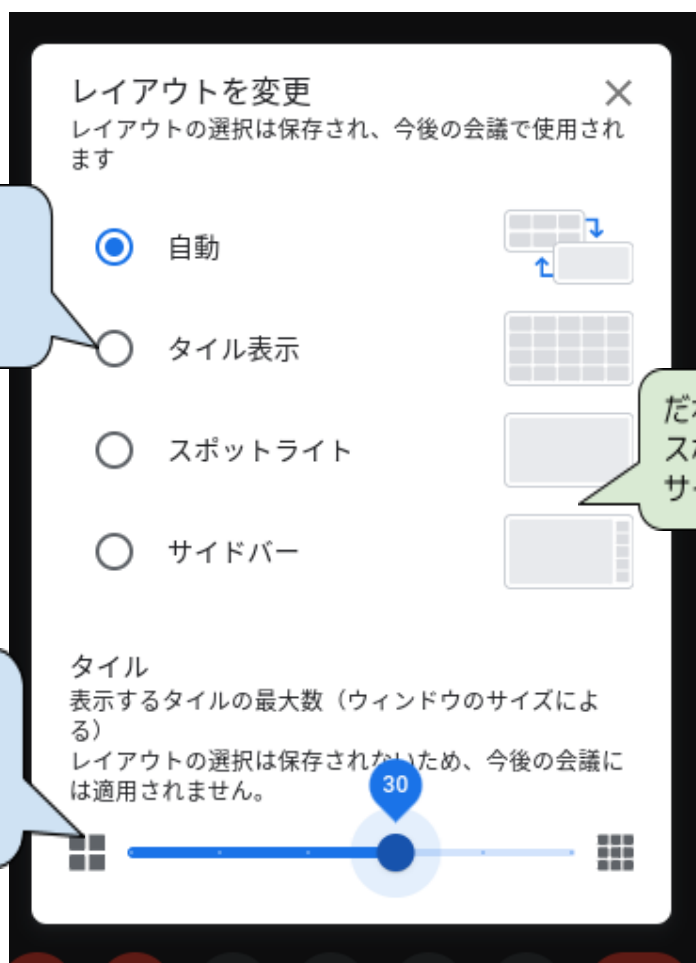 レイアウトを変更
レイアウトの選択は保存され、今後の会議で使用され
ます
自動
タイル表示
スポットライト
サイドバー
タイル
表示するタイルの最大数（ウィンドウのサイズによ
る）
レイアウトの選択は保存されないため、今後の会議に
は適用されません。
30